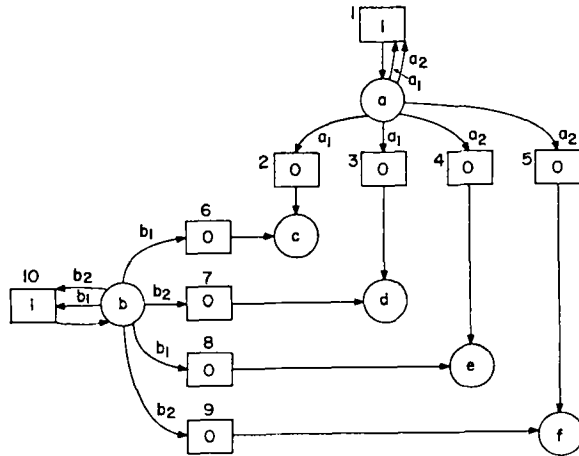 1
1
a₂
a₁
a
a₁ a₁ a₂ a₂
2 3 4 5
0 0 0 0
6
b₁ 0 c
10 7
b₂
b₁ b b₂ 0 d
1
8
b₁ 0 e
9
b₂ 0 f